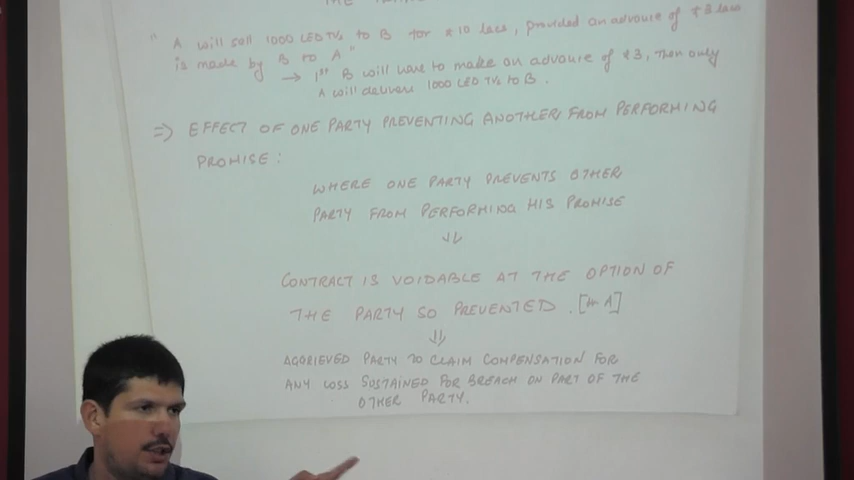 " A will sell 1000 LED TVs to B for ₹10 lacs, provided an advance of ₹3 lacs
is made by B to A "
→ 1st B will have to make an advance of ₹3, then only
A will deliver 1000 LED TVs to B.
⇒ EFFECT OF ONE PARTY PREVENTING ANOTHER FROM PERFORMING
PROMISE :
WHERE ONE PARTY PREVENTS OTHER
PARTY FROM PERFORMING HIS PROMISE
⇓
CONTRACT IS VOIDABLE AT THE OPTION OF
THE PARTY SO PREVENTED.
⇓
AGGRIEVED PARTY TO CLAIM COMPENSATION FOR
ANY LOSS SUSTAINED FOR BREACH ON PART OF THE
OTHER PARTY.